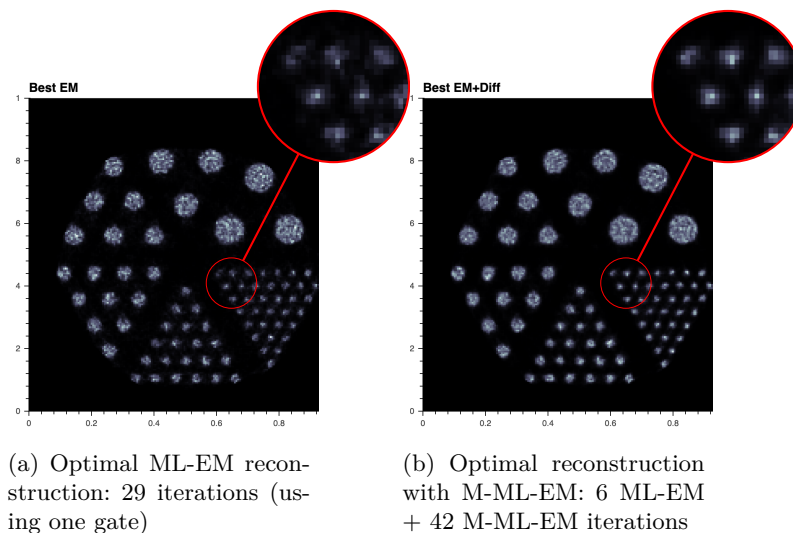 Best EM
1
8
6
4
2
0
0
0.2
0.4
0.6
0.8
Best EM+Diff
1
8
6
4
2
0
0
0.2
0.4
0.6
0.8
(a) Optimal ML-EM recon-
struction: 29 iterations (us-
ing one gate)
(b) Optimal reconstruction
with M-ML-EM: 6 ML-EM
+ 42 M-ML-EM iterations